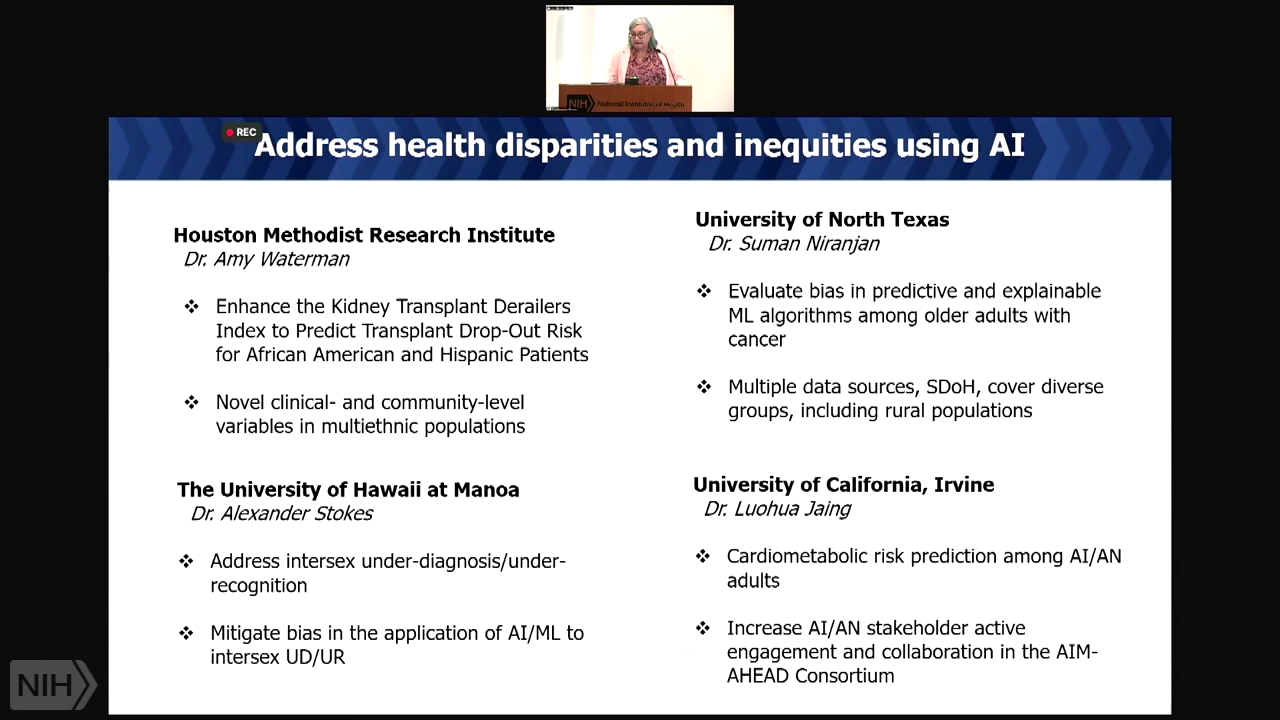 NIH National Institutes of Health
REC
Address health disparities and inequities using AI
Houston Methodist Research Institute
Dr. Amy Waterman
❖ Enhance the Kidney Transplant Derailers
Index to Predict Transplant Drop-Out Risk
for African American and Hispanic Patients
❖ Novel clinical- and community-level
variables in multiethnic populations
University of North Texas
Dr. Suman Niranjan
❖ Evaluate bias in predictive and explainable
ML algorithms among older adults with
cancer
❖ Multiple data sources, SDoH, cover diverse
groups, including rural populations
The University of Hawaii at Manoa
Dr. Alexander Stokes
❖ Address intersex under-diagnosis/under-
recognition
❖ Mitigate bias in the application of AI/ML to
intersex UD/UR
University of California, Irvine
Dr. Luohua Jaing
❖ Cardiometabolic risk prediction among AI/AN
adults
❖ Increase AI/AN stakeholder active
engagement and collaboration in the AIM-
AHEAD Consortium
NIH